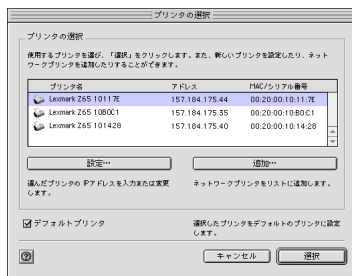 プリンタの選択
プリンタの選択
使用するプリンタを選び、「選択」をクリックします。また、新しいプリンタを設定したり、ネット
ワークプリンタを追加したりすることができます。
プリンタ名 アドレス MAC/シリアル番号
Lexmark Z65 10117E 157.184.175.44 00:20:00:10:11:7E
Lexmark Z65 10B0C1 157.184.175.35 00:20:00:10:B0:C1
Lexmark Z65 101428 157.184.175.40 00:20:00:10:14:28
設定… 追加…
選んだプリンタの IPアドレスを入力または変更
します。
ネットワークプリンタをリストに追加します。
デフォルトプリンタ
選択したプリンタをデフォルトのプリンタに設定
します。
?
キャンセル 選択